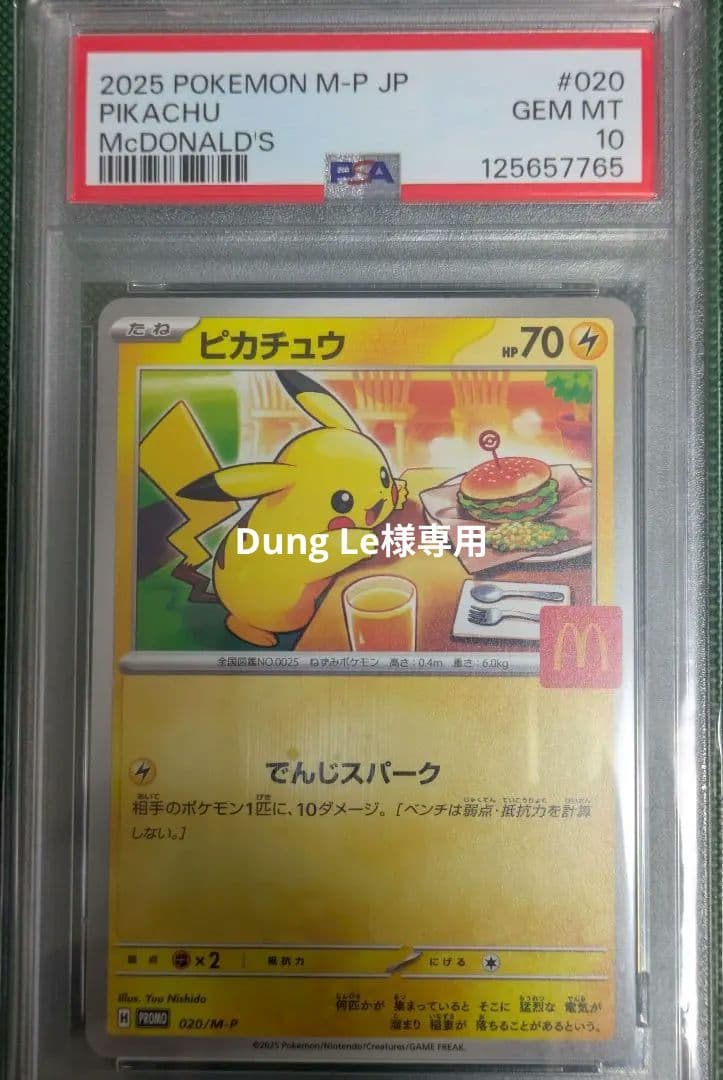 2025 POKEMON M-P JP #020
PIKACHU GEM MT
McDONALD'S 10
PSA 125657765
たね ピカチュウ HP 70
Dung Le様専用
全国図鑑NO.0025 ねずみポケモン 高さ:0.4m 重さ:6.0kg
でんじスパーク
相手のポケモン1匹に、10ダメージ。[ベンチは弱点・抵抗力を計算
しない。]
弱点 ×2 抵抗力 にげる
Illus. Yuu Nishido
何匹かが 集まっていると そこに 猛烈な 電気が
溜まり 稲妻が 落ちることがあるという。
H PROMO 020/M-P
©2025 Pokémon/Nintendo/Creatures/GAME FREAK.